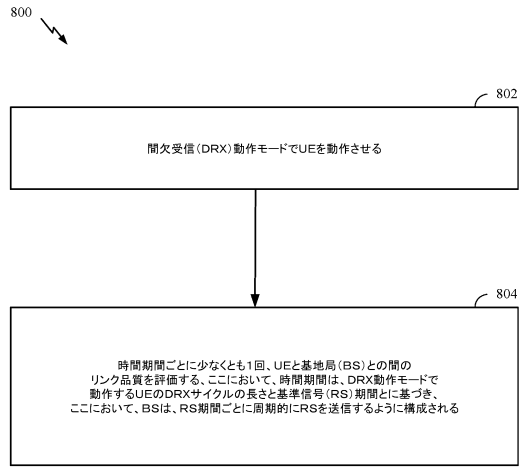 800
802
間欠受信(DRX)動作モードでUEを動作させる
804
時間期間ごとに少なくとも1回、UEと基地局(BS)との間の
リンク品質を評価する、ここにおいて、時間期間は、DRX動作モードで
動作するUEのDRXサイクルの長さと基準信号(RS)期間とに基づき、
ここにおいて、BSは、RS期間ごとに周期的にRSを送信するように構成される